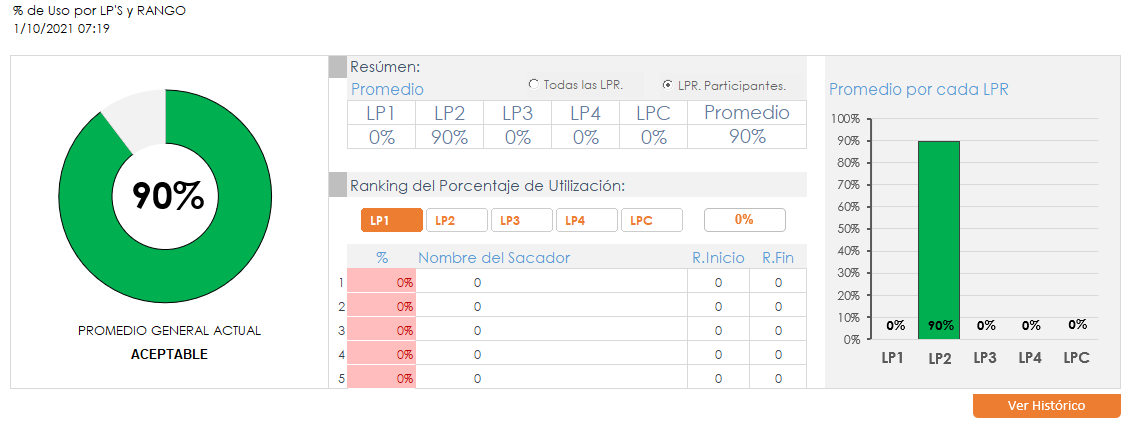 % de Uso por LP'S y RANGO
1/10/2021 07:19
90%
PROMEDIO GENERAL ACTUAL
ACEPTABLE
Resúmen:
Promedio
Todas las LPR.
LPR. Participantes.
LP1 LP2 LP3 LP4 LPC Promedio
0% 90% 0% 0% 0% 90%
Ranking del Porcentaje de Utilización:
LP1 LP2 LP3 LP4 LPC 0%
% Nombre del Sacador R.Inicio R.Fin
1 0% 0 0 0
2 0% 0 0 0
3 0% 0 0 0
4 0% 0 0 0
5 0% 0 0 0
Promedio por cada LPR
100%
90%
80%
70%
60%
50%
40%
30%
20%
10%
0%
0% 90% 0% 0% 0%
LP1 LP2 LP3 LP4 LPC
Ver Histórico